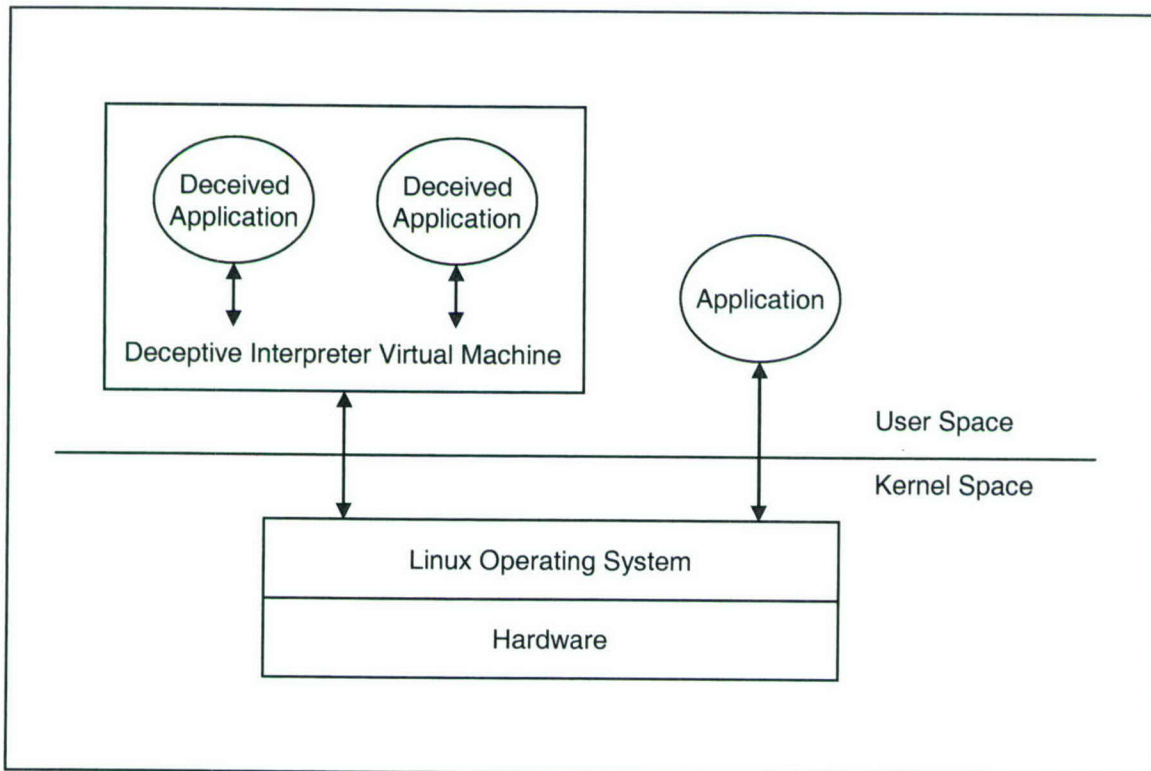 Deceived
Application
Deceived
Application
Application
Deceptive Interpreter Virtual Machine
User Space
Kernel Space
Linux Operating System
Hardware